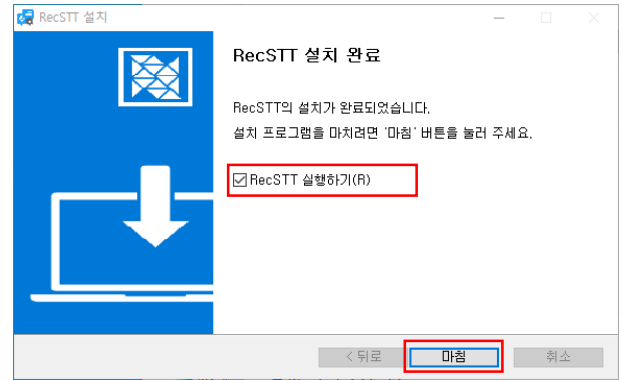 RecSTT 설치
RecSTT 설치 완료
RecSTT의 설치가 완료되었습니다.
설치 프로그램을 마치려면 '마침' 버튼을 눌러 주세요.
RecSTT 실행하기(R)
< 뒤로
마침
취소